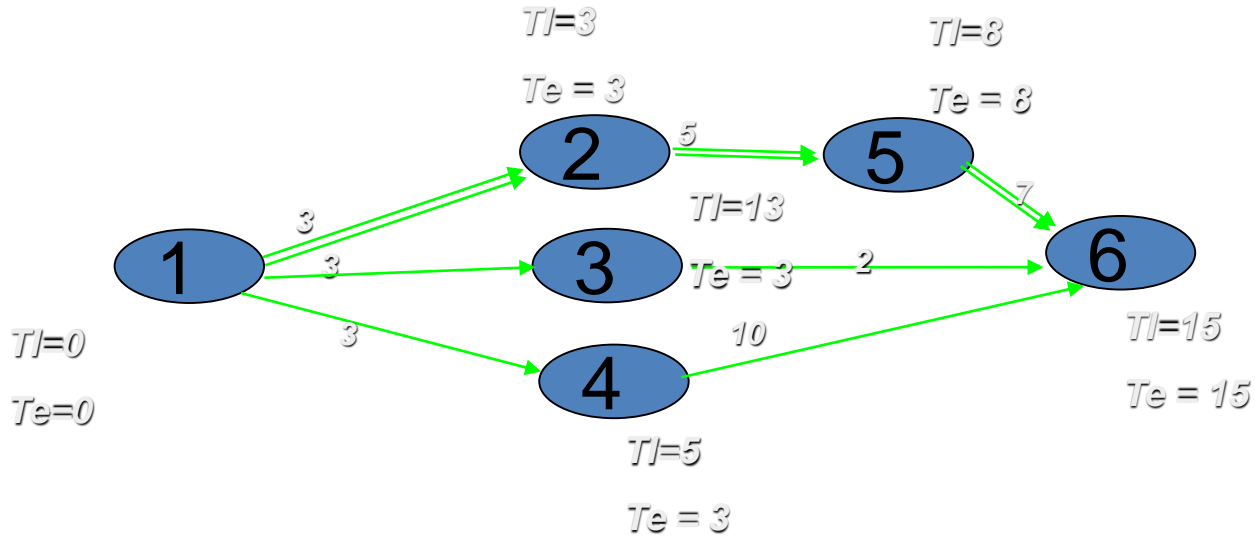 Tl=3
Te = 3
Tl=8
Te = 8
2
5
5
3
Tl=13
7
1
3
3
Te = 3
2
6
Tl=0
Te=0
3
4
10
Tl=15
Te = 15
Tl=5
Te = 3